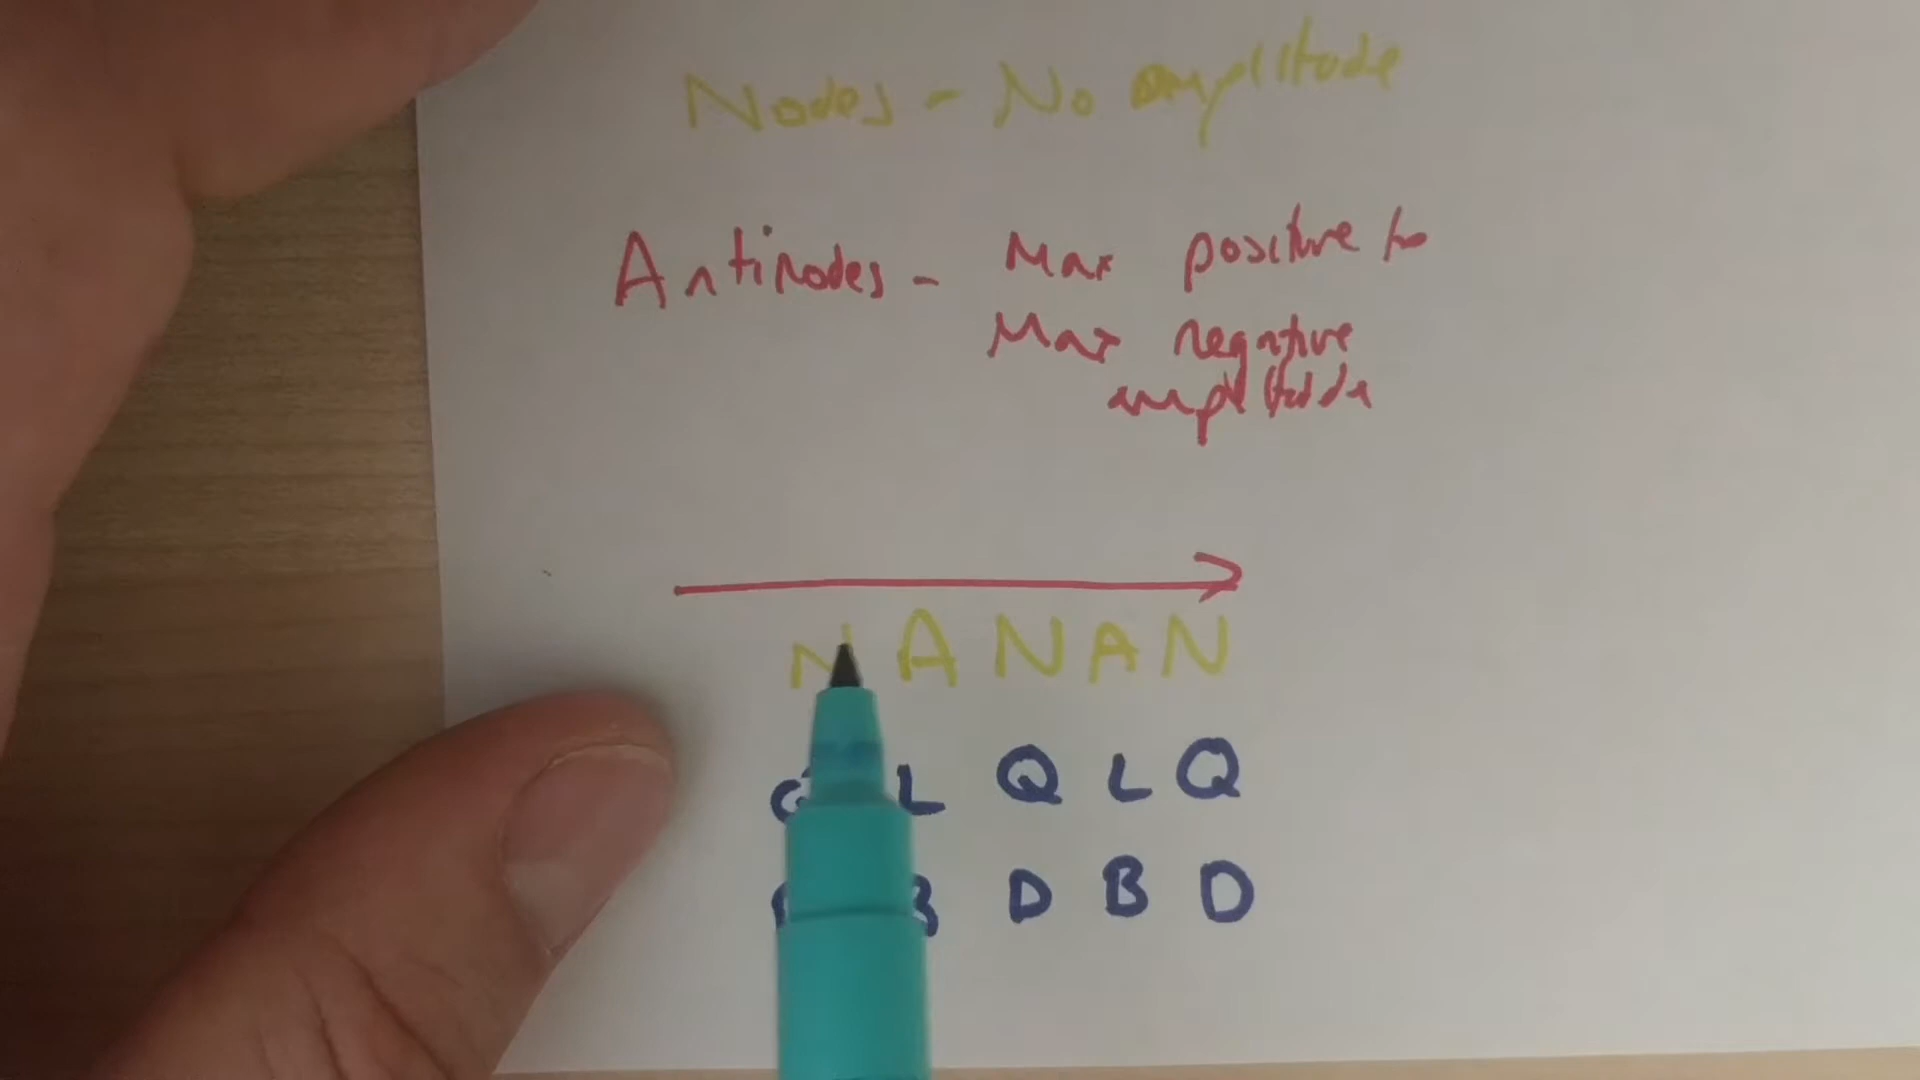 Nodes - No amplitude
Antinodes - Max positive to
Max negative
amplitude
N A N A N
Q L Q L Q
B D B D